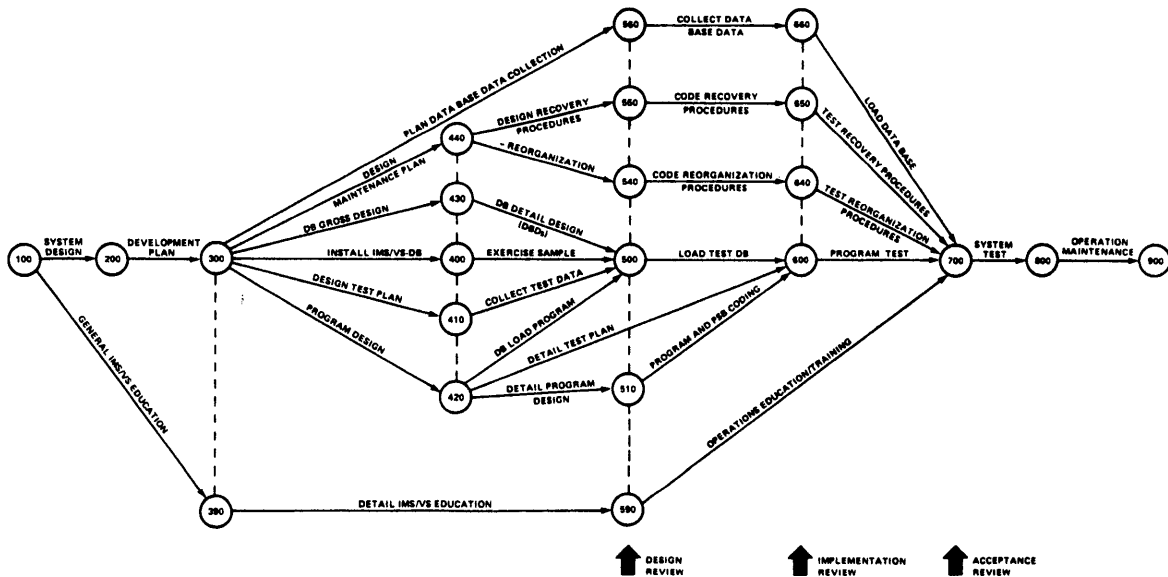 560
COLLECT DATA
BASE DATA
660
PLAN DATA BASE DATA COLLECTION
LOAD DATA BASE
440
DESIGN RECOVERY
PROCEDURES
550
CODE RECOVERY
PROCEDURES
650
TEST RECOVERY PROCEDURES
DESIGN
MAINTENANCE PLAN
- REORGANIZATION
540
CODE REORGANIZATION
PROCEDURES
640
TEST REORGANIZATION
PROCEDURES
DB GROSS DESIGN
430
DB DETAIL DESIGN
(DBDs)
100
SYSTEM
DESIGN
200
DEVELOPMENT
PLAN
300
INSTALL IMS/VS-DB
400
EXERCISE SAMPLE
500
LOAD TEST DB
600
PROGRAM TEST
700
SYSTEM
TEST
800
OPERATION
MAINTENANCE
900
DESIGN TEST PLAN
410
COLLECT TEST DATA
PROGRAM DESIGN
DB LOAD PROGRAM
DETAIL TEST PLAN
PROGRAM AND PSB CODING
420
DETAIL PROGRAM
DESIGN
510
GENERAL IMS/VS EDUCATION
OPERATIONS EDUCATION/TRAINING
390
DETAIL IMS/VS EDUCATION
590
DESIGN
REVIEW
IMPLEMENTATION
REVIEW
ACCEPTANCE
REVIEW